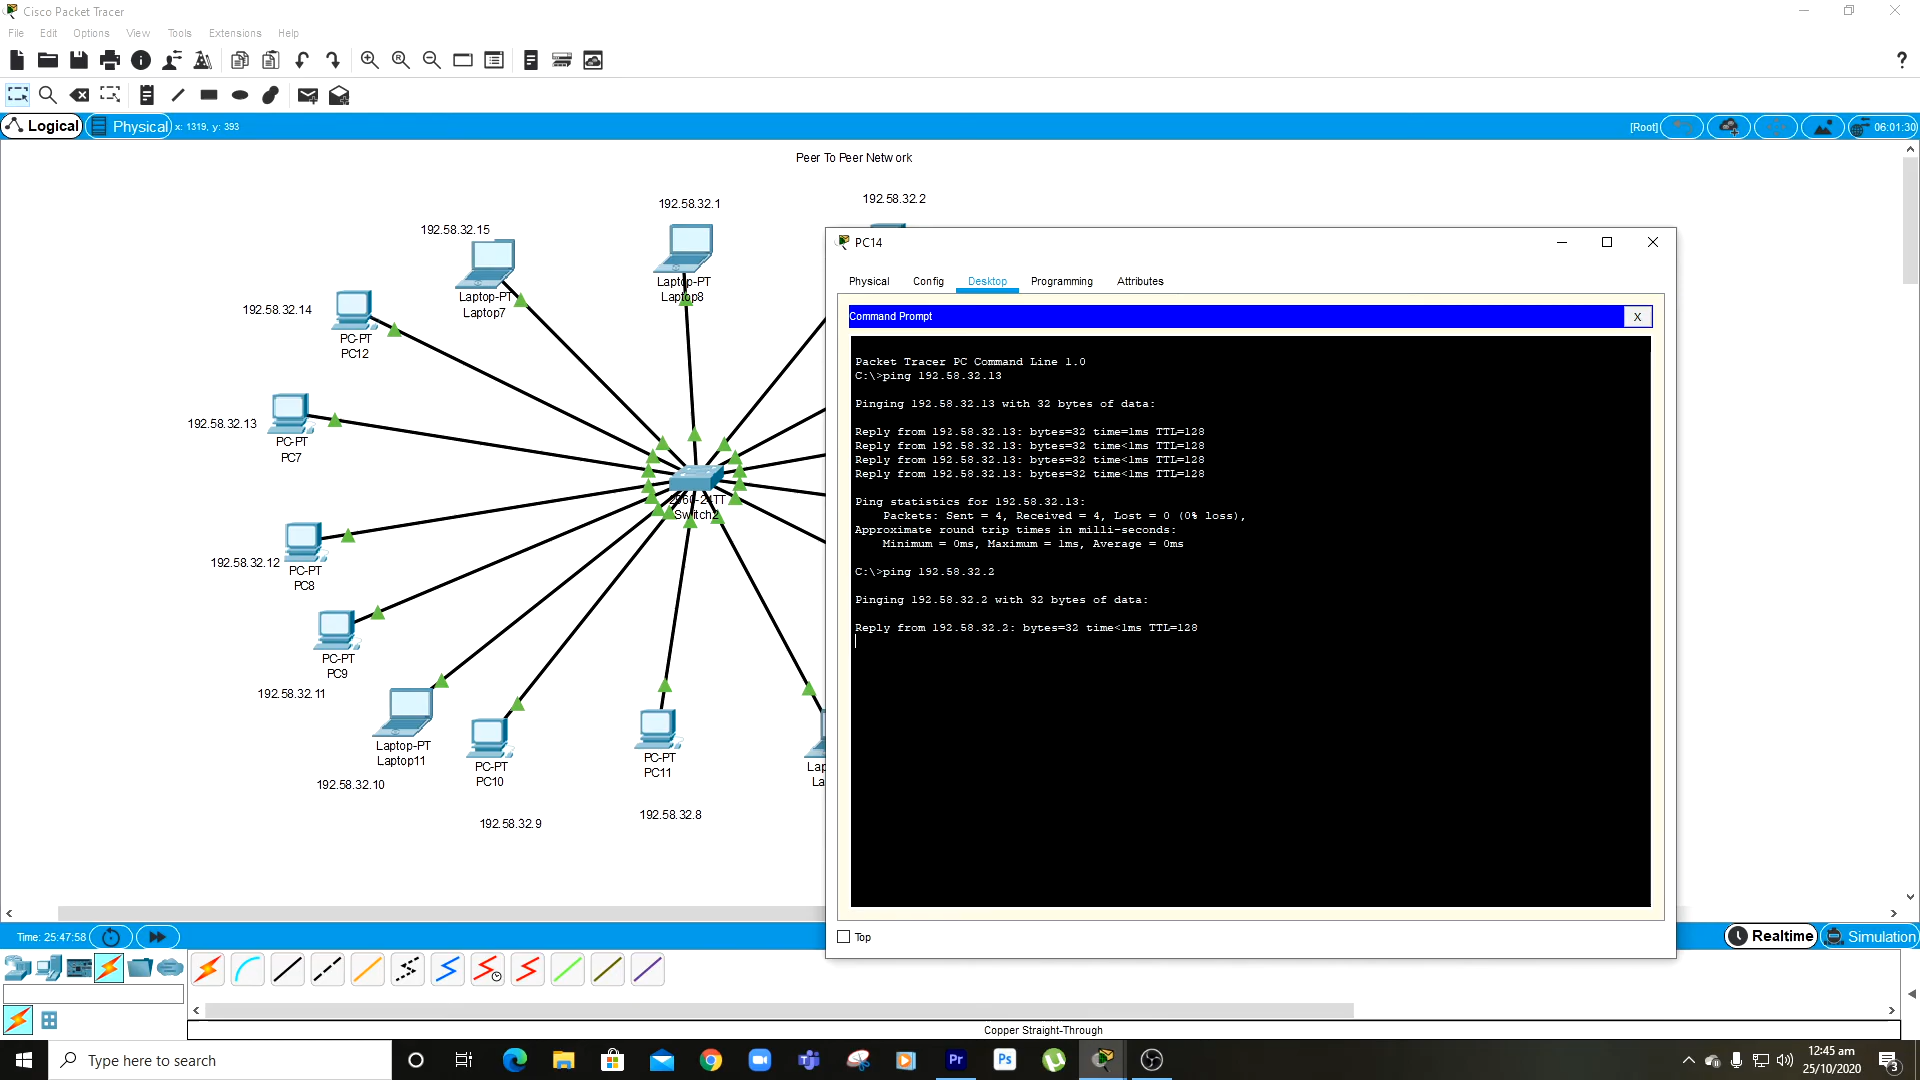 Cisco Packet Tracer
File Edit Options View Tools Extensions Help
Logical Physical x: 1319, y: 393 [Root] 06:01:30
Peer To Peer Network
192.58.32.1
192.58.32.2
192.58.32.15
Laptop-PT
Laptop7
Laptop-PT
Laptop8
192.58.32.14
PC-PT
PC12
192.58.32.13
PC-PT
PC7
2960-24TT
Switch2
192.58.32.12
PC-PT
PC8
PC-PT
PC9
192.58.32.11
Laptop-PT
Laptop11
192.58.32.10
PC-PT
PC10
192.58.32.9
PC-PT
PC11
192.58.32.8
Lap
La
PC14
Physical Config Desktop Programming Attributes
Command Prompt X
Packet Tracer PC Command Line 1.0
C:\>ping 192.58.32.13
Pinging 192.58.32.13 with 32 bytes of data:
Reply from 192.58.32.13: bytes=32 time=1ms TTL=128
Reply from 192.58.32.13: bytes=32 time<1ms TTL=128
Reply from 192.58.32.13: bytes=32 time<1ms TTL=128
Reply from 192.58.32.13: bytes=32 time<1ms TTL=128
Ping statistics for 192.58.32.13:
Packets: Sent = 4, Received = 4, Lost = 0 (0% loss),
Approximate round trip times in milli-seconds:
Minimum = 0ms, Maximum = 1ms, Average = 0ms
C:\>ping 192.58.32.2
Pinging 192.58.32.2 with 32 bytes of data:
Reply from 192.58.32.2: bytes=32 time<1ms TTL=128
Top
Time: 25:47:58
Realtime Simulation
Copper Straight-Through
Type here to search
Pr
Ps
12:45 am
25/10/2020
3